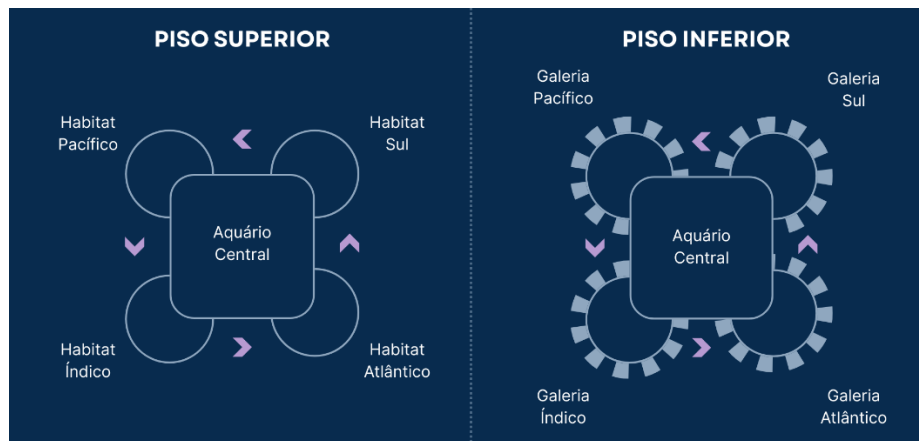 PISO SUPERIOR
Habitat
Pacífico
Habitat
Sul
Aquário
Central
Habitat
Índico
Habitat
Atlântico
PISO INFERIOR
Galeria
Pacífico
Galeria
Sul
Aquário
Central
Galeria
Índico
Galeria
Atlântico